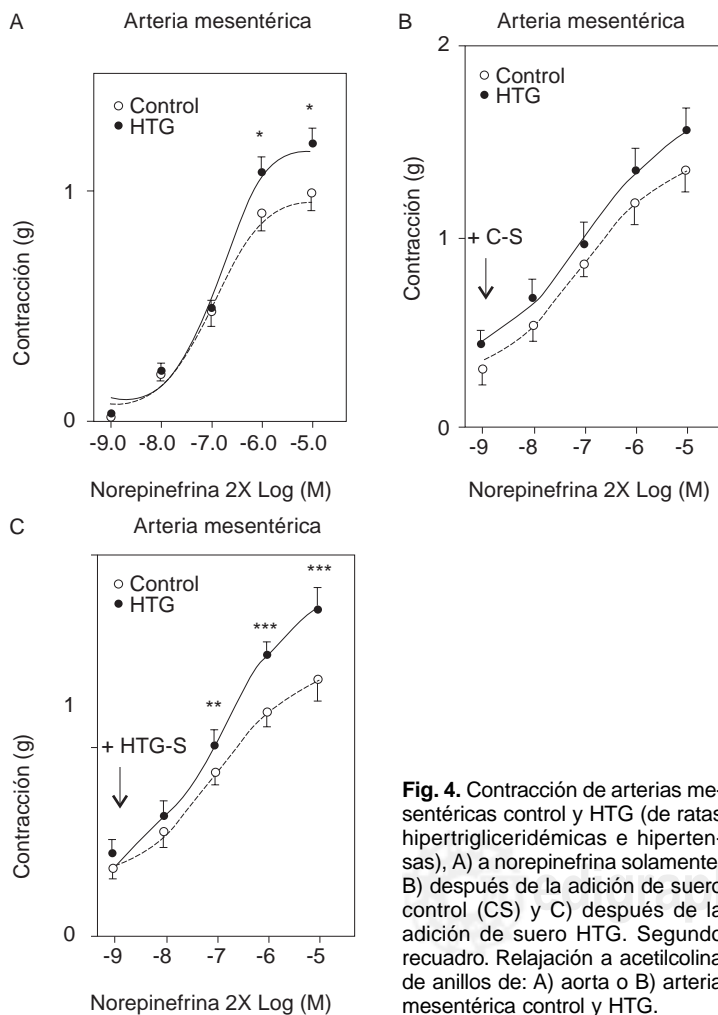 A
Arteria mesentérica
Control
HTG
*
*
1
0
Contracción (g)
-9.0 -8.0 -7.0 -6.0 -5.0
Norepinefrina 2X Log (M)
B
Arteria mesentérica
2
Control
HTG
1
+ C-S
0
Contracción (g)
-9 -8 -7 -6 -5
Norepinefrina 2X Log (M)
C
Arteria mesentérica
Control
HTG
***
***
**
1
+ HTG-S
0
Contracción (g)
-9 -8 -7 -6 -5
Norepinefrina 2X Log (M)
Fig. 4. Contracción de arterias me-
sentéricas control y HTG (de ratas
hipertrigliceridémicas e hiperten-
sas), A) a norepinefrina solamente
B) después de la adición de suero
control (CS) y C) después de la
adición de suero HTG. Segundo
recuadro. Relajación a acetilcolina
de anillos de: A) aorta o B) arteria
mesentérica control y HTG.